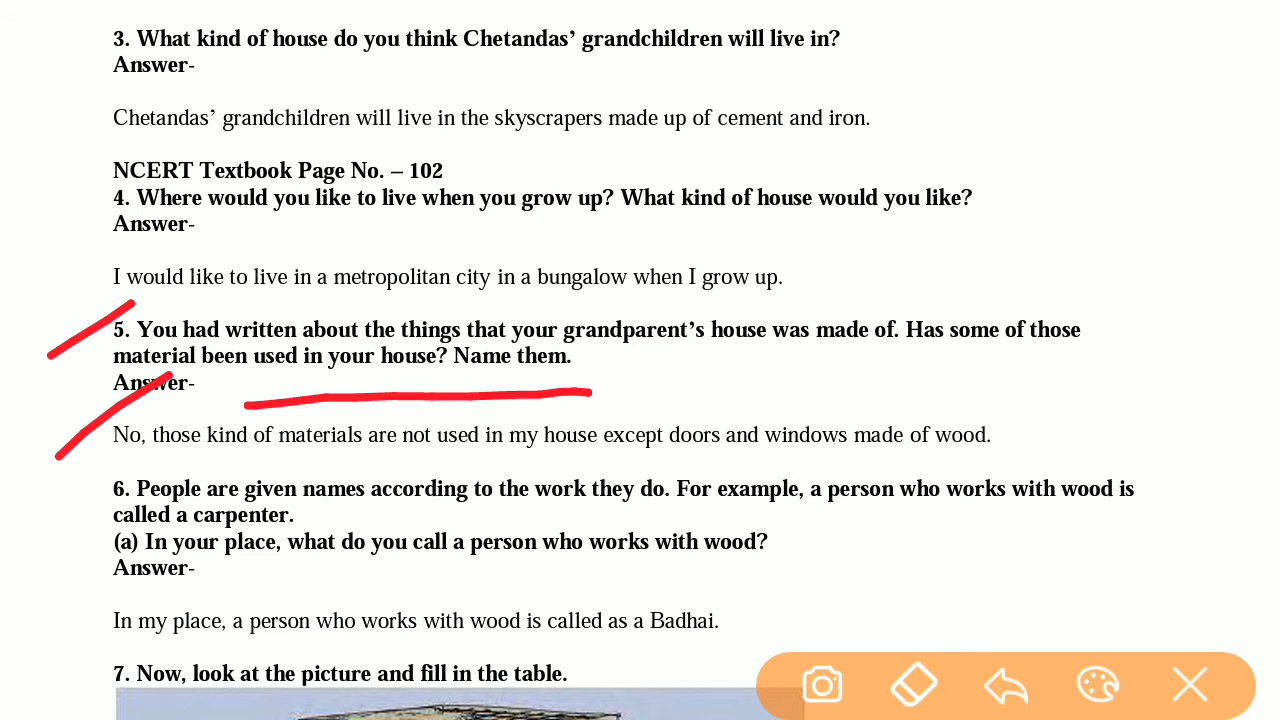 3. What kind of house do you think Chetandas’ grandchildren will live in?
Answer-
Chetandas’ grandchildren will live in the skyscrapers made up of cement and iron.
NCERT Textbook Page No. – 102
4. Where would you like to live when you grow up? What kind of house would you like?
Answer-
I would like to live in a metropolitan city in a bungalow when I grow up.
5. You had written about the things that your grandparent’s house was made of. Has some of those
material been used in your house? Name them.
Answer-
No, those kind of materials are not used in my house except doors and windows made of wood.
6. People are given names according to the work they do. For example, a person who works with wood is
called a carpenter.
(a) In your place, what do you call a person who works with wood?
Answer-
In my place, a person who works with wood is called as a Badhai.
7. Now, look at the picture and fill in the table.